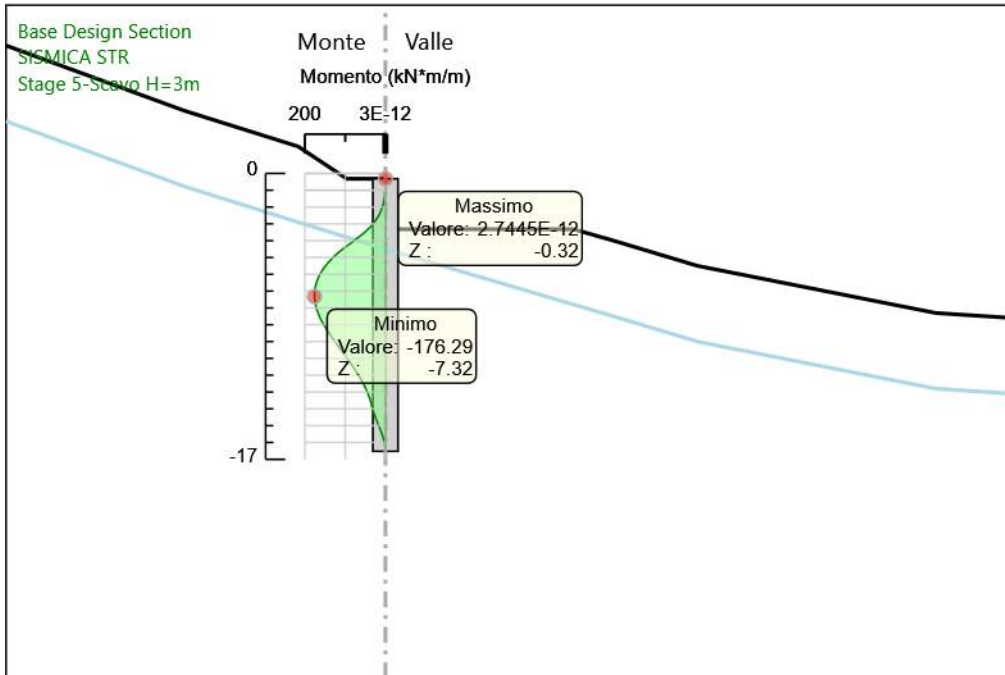 Base Design Section
SISMICA STR
Stage 5-Scavo H=3m
Monte Valle
Momento (kN*m/m)
200 3E-12
0
Massimo
Valore: 2.7445E-12
Z : -0.32
Minimo
Valore: -176.29
Z : -7.32
-17